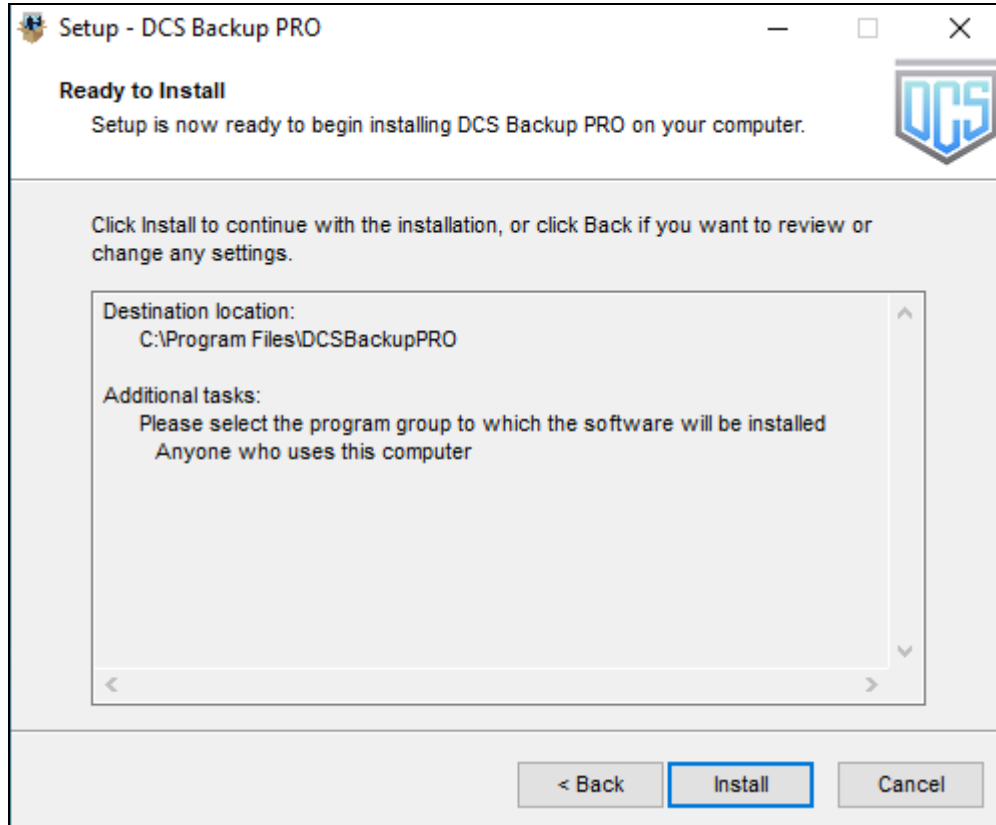 Setup - DCS Backup PRO
Ready to Install
Setup is now ready to begin installing DCS Backup PRO on your computer.
DCS
Click Install to continue with the installation, or click Back if you want to review or
change any settings.
Destination location:
C:\Program Files\DCSBackupPRO
Additional tasks:
Please select the program group to which the software will be installed
Anyone who uses this computer
< Back
Install
Cancel